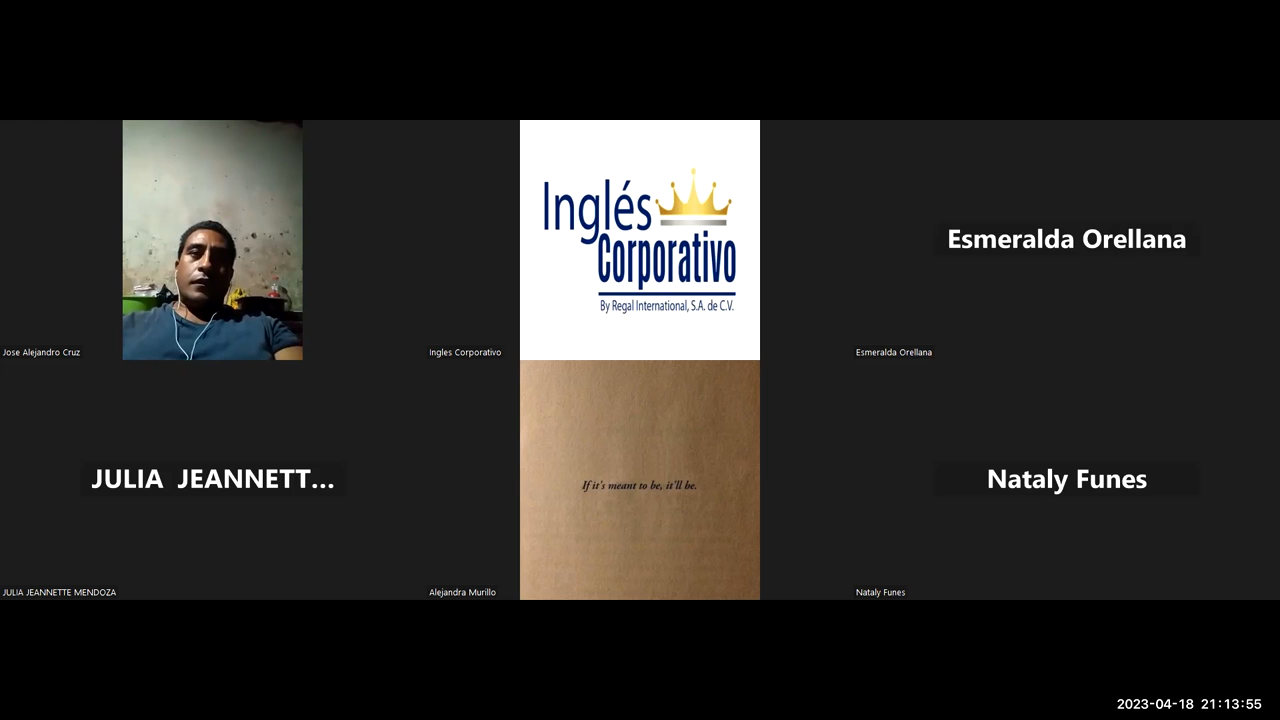 Inglés
Corporativo
By Regal International, S.A. de C.V.
Esmeralda Orellana
Jose Alejandro Cruz
Ingles Corporativo
Esmeralda Orellana
JULIA JEANNETT...
If it's meant to be, it'll be.
Nataly Funes
JULIA JEANNETTE MENDOZA
Alejandra Murillo
Nataly Funes
2023-04-18 21:13:55